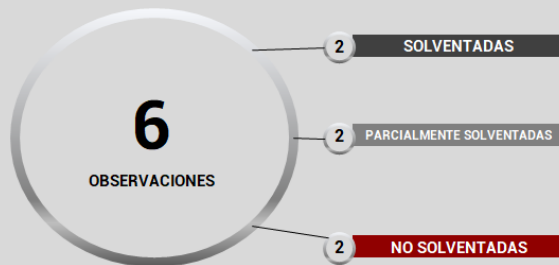 6
OBSERVACIONES
2 SOLVENTADAS
2 PARCIALMENTE SOLVENTADAS
2 NO SOLVENTADAS